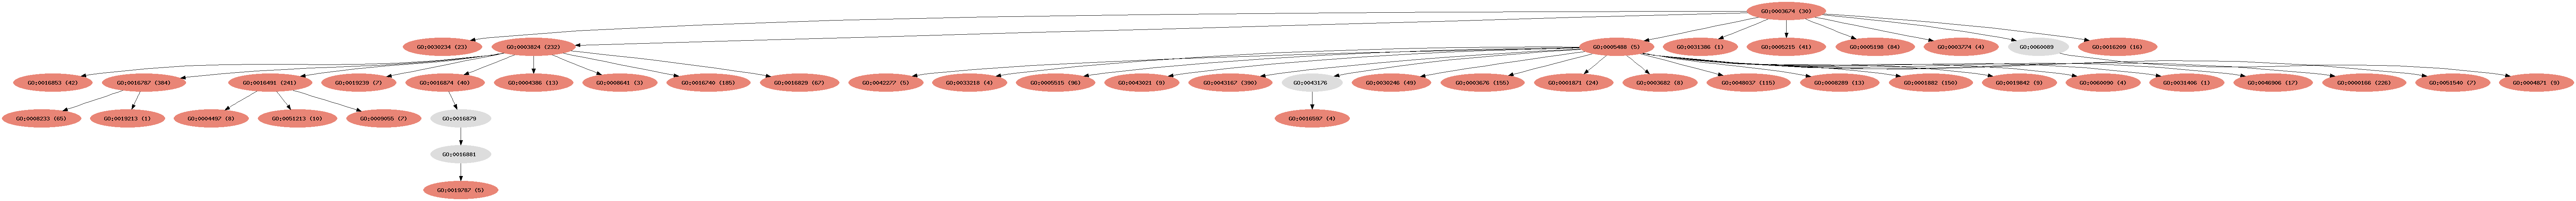 GO:0003674 (30)
GO:0030234 (23)
GO:0003824 (232)
GO:0005488 (5)
GO:0031386 (1)
GO:0005215 (41)
GO:0005198 (84)
GO:0003774 (4)
GO:0060089
GO:0016209 (16)
GO:0016853 (42)
GO:0016787 (384)
GO:0016491 (241)
GO:0019239 (7)
GO:0016874 (40)
GO:0004386 (13)
GO:0008641 (3)
GO:0016740 (185)
GO:0016829 (67)
GO:0042277 (5)
GO:0033218 (4)
GO:0005515 (96)
GO:0043021 (9)
GO:0043167 (390)
GO:0043176
GO:0030246 (49)
GO:0003676 (155)
GO:0001871 (24)
GO:0003682 (8)
GO:0048037 (115)
GO:0008289 (13)
GO:0001882 (150)
GO:0019842 (9)
GO:0060090 (4)
GO:0031406 (1)
GO:0046906 (17)
GO:0000166 (226)
GO:0051540 (7)
GO:0004871 (9)
GO:0008233 (65)
GO:0019213 (1)
GO:0004497 (8)
GO:0051213 (10)
GO:0009055 (7)
GO:0016879
GO:0016597 (4)
GO:0016881
GO:0019787 (5)